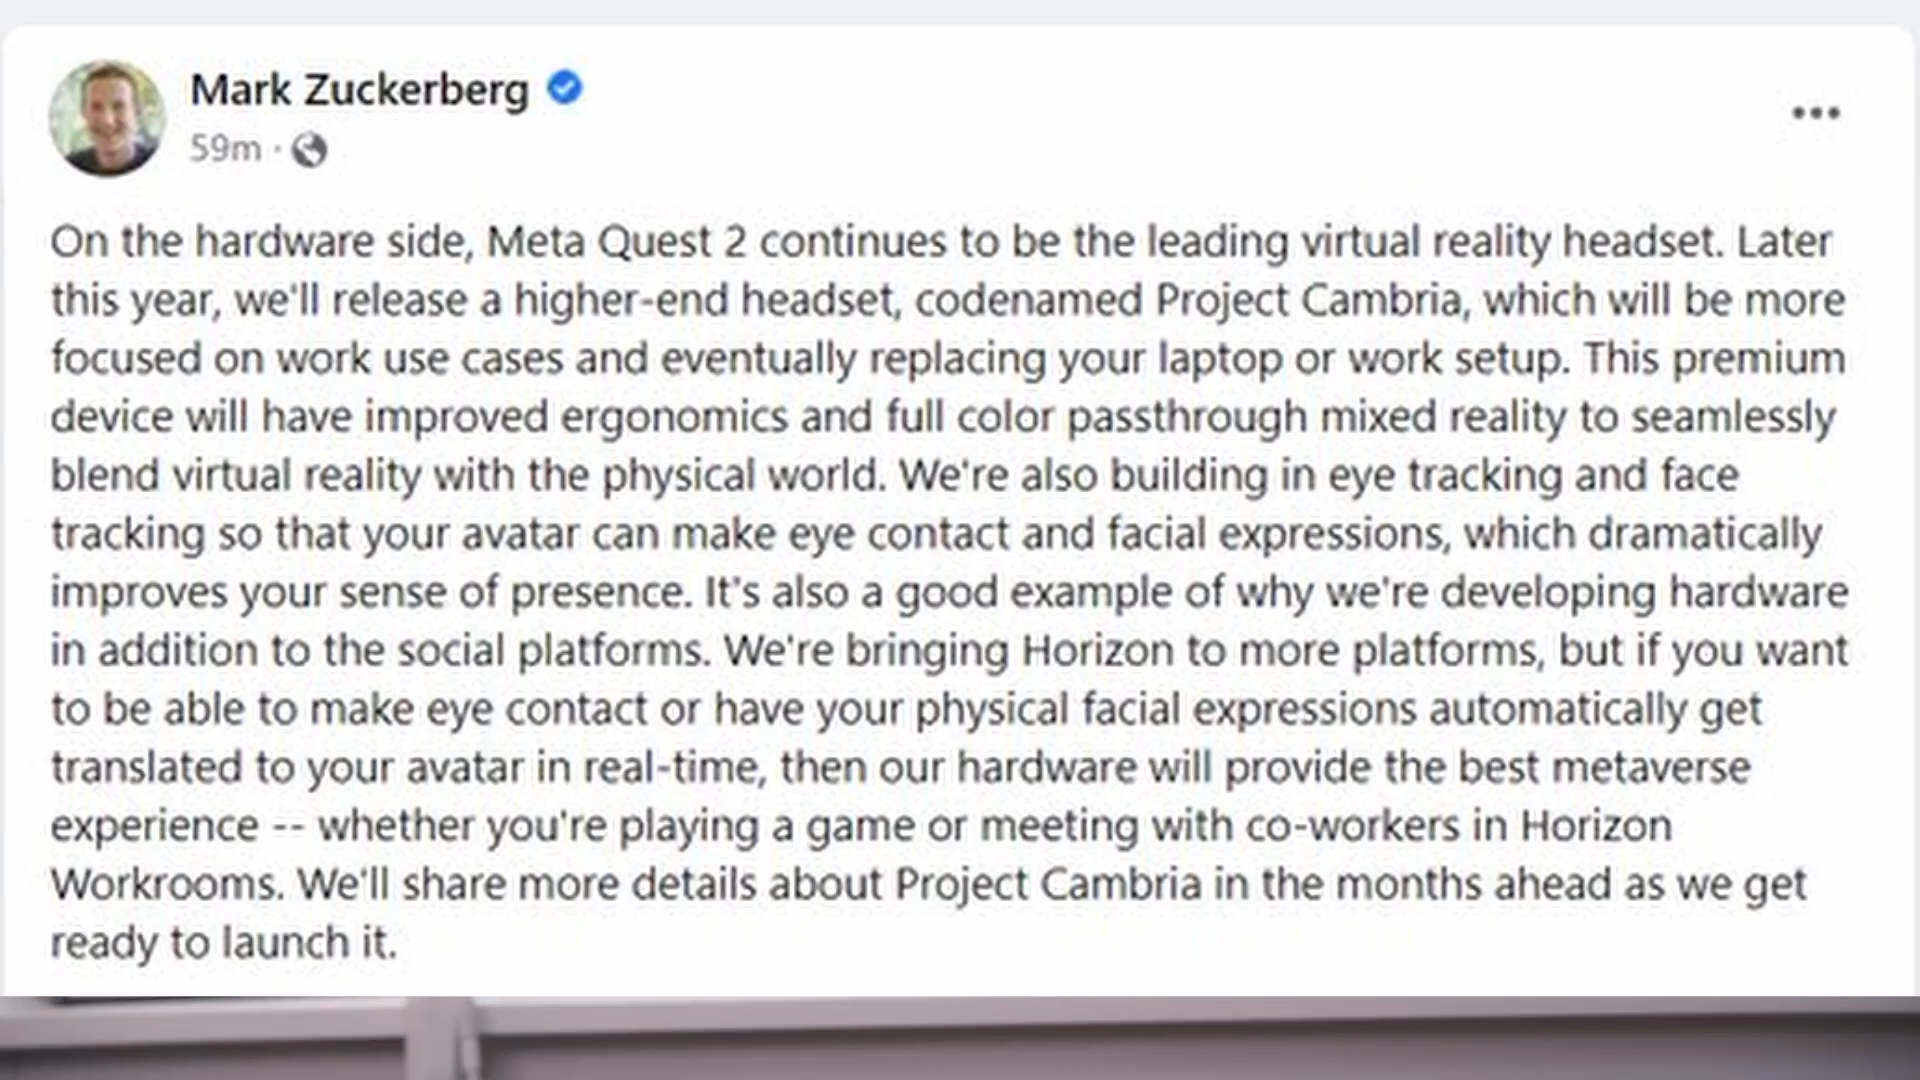 Mark Zuckerberg
59m ·
On the hardware side, Meta Quest 2 continues to be the leading virtual reality headset. Later
this year, we'll release a higher-end headset, codenamed Project Cambria, which will be more
focused on work use cases and eventually replacing your laptop or work setup. This premium
device will have improved ergonomics and full color passthrough mixed reality to seamlessly
blend virtual reality with the physical world. We're also building in eye tracking and face
tracking so that your avatar can make eye contact and facial expressions, which dramatically
improves your sense of presence. It's also a good example of why we're developing hardware
in addition to the social platforms. We're bringing Horizon to more platforms, but if you want
to be able to make eye contact or have your physical facial expressions automatically get
translated to your avatar in real-time, then our hardware will provide the best metaverse
experience -- whether you're playing a game or meeting with co-workers in Horizon
Workrooms. We'll share more details about Project Cambria in the months ahead as we get
ready to launch it.